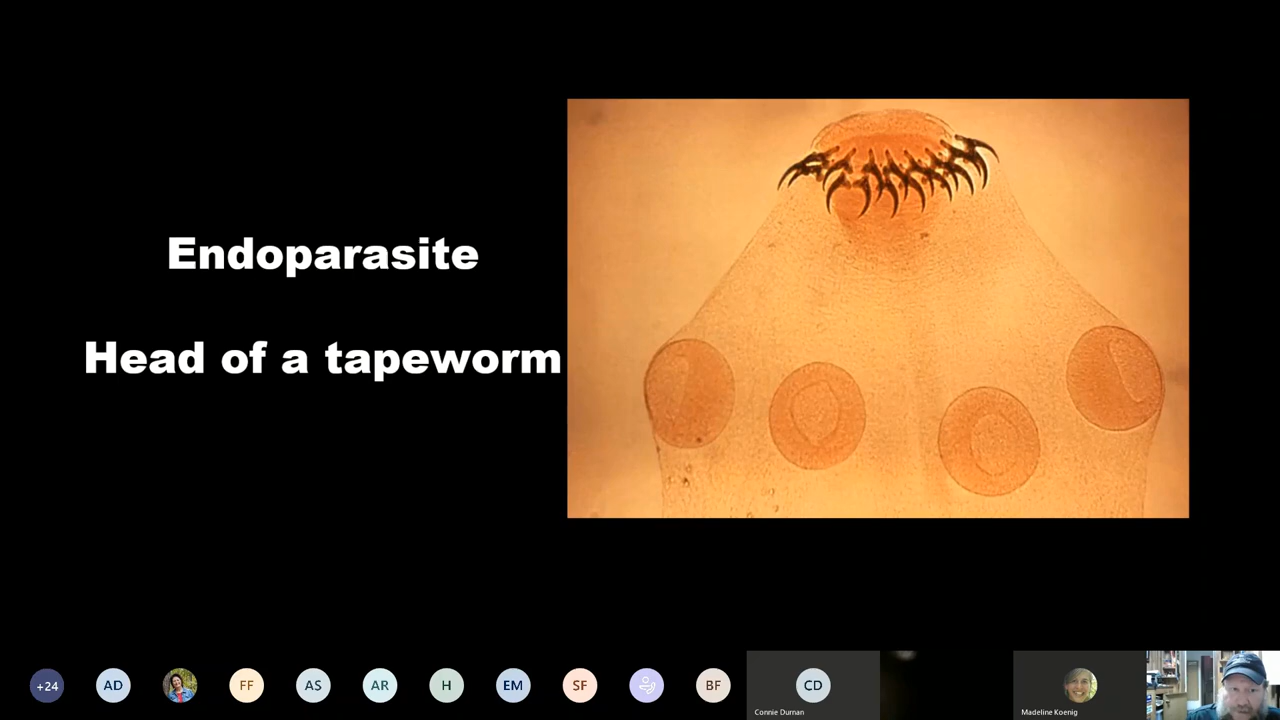 Endoparasite
Head of a tapeworm
+24
AD
FF
AS
AR
H
EM
SF
BF
CD
Connie Durnan
Madeline Koenig